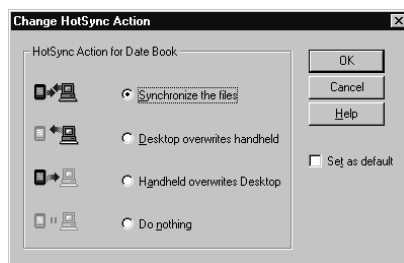 Change HotSync Action
HotSync Action for Date Book
Synchronize the files
Desktop overwrites handheld
Handheld overwrites Desktop
Do nothing
OK
Cancel
Help
Set as default